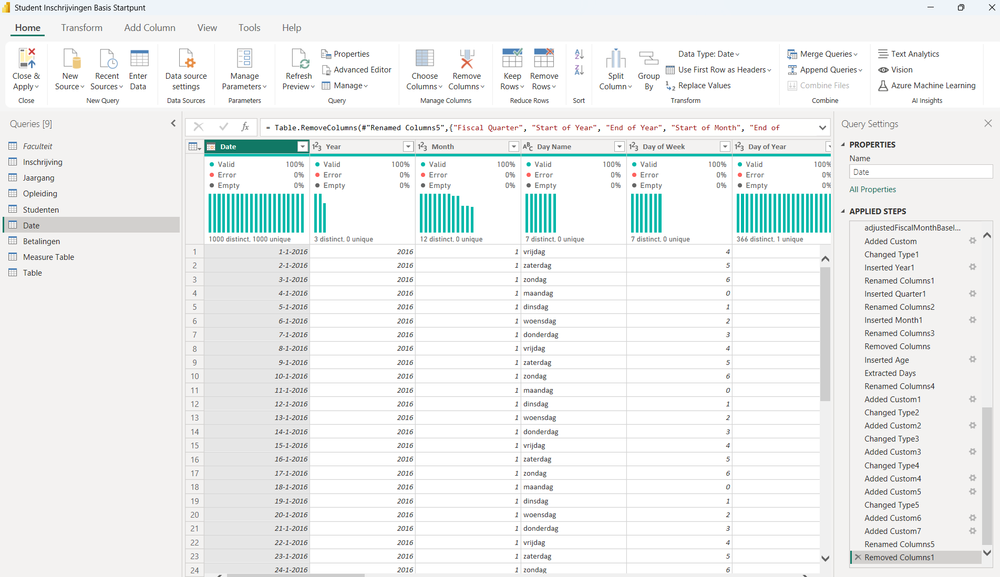 Student Inschrijvingen Basis Startpunt
Home Transform Add Column View Tools Help
Close & Apply
Close
New Source
Recent Sources
Enter Data
New Query
Data source settings
Data Sources
Manage Parameters
Parameters
Refresh Preview
Properties
Advanced Editor
Manage
Query
Choose Columns
Remove Columns
Manage Columns
Keep Rows
Remove Rows
Reduce Rows
Sort
Split Column
Group By
Data Type: Date
Use First Row as Headers
Replace Values
Transform
Merge Queries
Append Queries
Combine Files
Combine
Text Analytics
Vision
Azure Machine Learning
AI Insights
Queries [9]
Faculteit
Inschrijving
Jaargang
Opleiding
Studenten
Date
Betalingen
Measure Table
Table
fx = Table.RemoveColumns(#"Renamed Columns5",{"Fiscal Quarter", "Start of Year", "End of Year", "Start of Month", "End of
Date Year Month Day Name Day of Week Day of Year
Valid 100% Valid 100% Valid 100% Valid 100% Valid 100% Valid 100%
Error 0% Error 0% Error 0% Error 0% Error 0% Error 0%
Empty 0% Empty 0% Empty 0% Empty 0% Empty 0% Empty 0%
1000 distinct, 1000 unique 3 distinct, 0 unique 12 distinct, 0 unique 7 distinct, 0 unique 7 distinct, 0 unique 366 distinct, 1 unique
1 1-1-2016 2016 1 vrijdag 4
2 2-1-2016 2016 1 zaterdag 5
3 3-1-2016 2016 1 zondag 6
4 4-1-2016 2016 1 maandag 0
5 5-1-2016 2016 1 dinsdag 1
6 6-1-2016 2016 1 woensdag 2
7 7-1-2016 2016 1 donderdag 3
8 8-1-2016 2016 1 vrijdag 4
9 9-1-2016 2016 1 zaterdag 5
10 10-1-2016 2016 1 zondag 6
11 11-1-2016 2016 1 maandag 0
12 12-1-2016 2016 1 dinsdag 1
13 13-1-2016 2016 1 woensdag 2
14 14-1-2016 2016 1 donderdag 3
15 15-1-2016 2016 1 vrijdag 4
16 16-1-2016 2016 1 zaterdag 5
17 17-1-2016 2016 1 zondag 6
18 18-1-2016 2016 1 maandag 0
19 19-1-2016 2016 1 dinsdag 1
20 20-1-2016 2016 1 woensdag 2
21 21-1-2016 2016 1 donderdag 3
22 22-1-2016 2016 1 vrijdag 4
23 23-1-2016 2016 1 zaterdag 5
24 24-1-2016 2016 1 zondag 6
Query Settings
PROPERTIES
Name
Date
All Properties
APPLIED STEPS
adjustedFiscalMonthBasel...
Added Custom
Changed Type1
Inserted Year1
Renamed Columns1
Inserted Quarter1
Renamed Columns2
Inserted Month1
Renamed Columns3
Removed Columns
Inserted Age
Extracted Days
Renamed Columns4
Added Custom1
Changed Type2
Added Custom2
Changed Type3
Added Custom3
Changed Type4
Added Custom4
Added Custom5
Changed Type5
Added Custom6
Added Custom7
Renamed Columns5
Removed Columns1